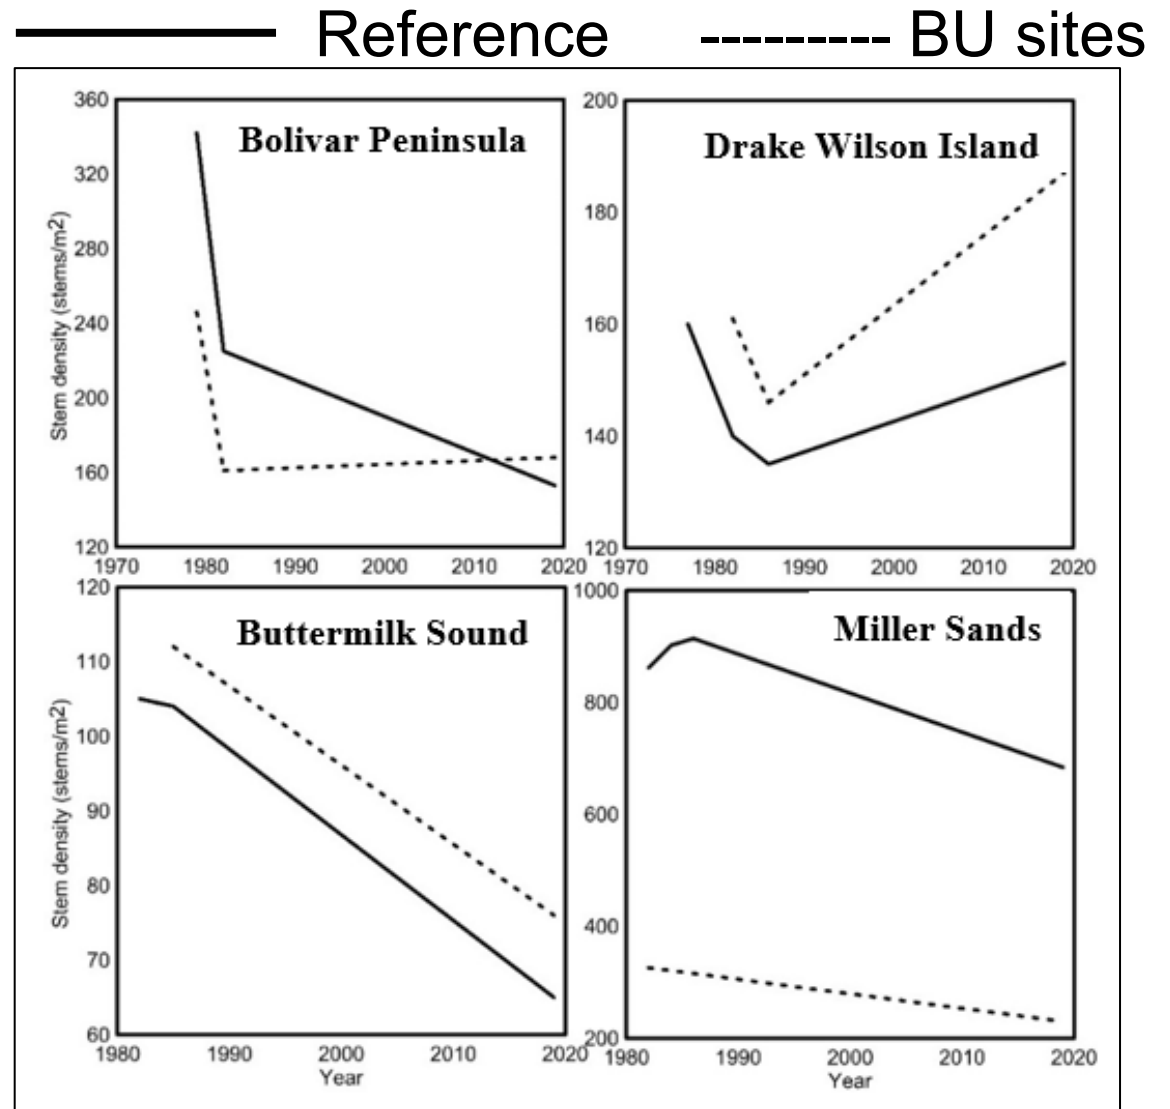 Reference BU sites
Bolivar Peninsula
Stem density (stems/m2)
360
320
280
240
200
160
120
1970 1980 1990 2000 2010 2020
Drake Wilson Island
200
180
160
140
120
1970 1980 1990 2000 2010 2020
Buttermilk Sound
Stem density (stems/m2)
120
110
100
90
80
70
60
1980 1990 2000 2010 2020
Year
Miller Sands
1000
800
600
400
200
1980 1990 2000 2010 2020
Year